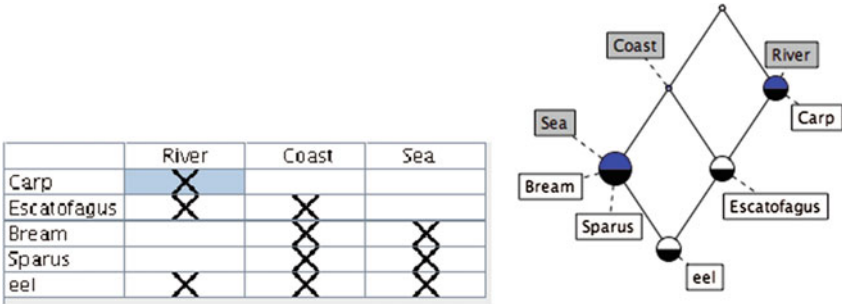 River Coast Sea
Carp
Escatofagus
Bream
Sparus
eel
Coast
River
Carp
Sea
Bream
Sparus
Escatofagus
eel